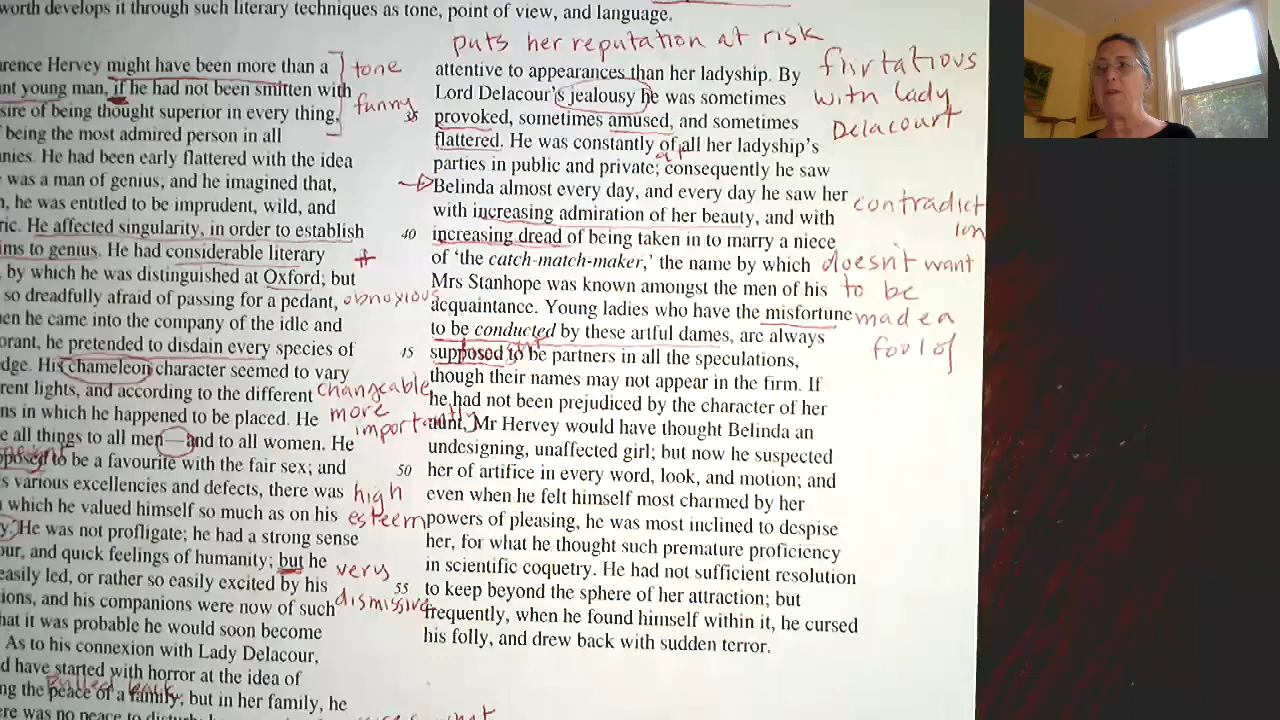 worth develops it through such literary techniques as tone, point of view, and language.
rence Hervey might have been more than a
nt young man, if he had not been smitten with
sire of being thought superior in every thing,
being the most admired person in all
nies. He had been early flattered with the idea
was a man of genius; and he imagined that,
, he was entitled to be imprudent, wild, and
ric. He affected singularity, in order to establish
ims to genius. He had considerable literary
, by which he was distinguished at Oxford; but
so dreadfully afraid of passing for a pedant,
en he came into the company of the idle and
orant, he pretended to disdain every species of
dge. His chameleon character seemed to vary
rent lights, and according to the different
ns in which he happened to be placed. He
e all things to all men—and to all women. He
pposed to be a favourite with the fair sex; and
s various excellencies and defects, there was
which he valued himself so much as on his
y. He was not profligate; he had a strong sense
our, and quick feelings of humanity; but he
easily led, or rather so easily excited by his
ions, and his companions were now of such
hat it was probable he would soon become
As to his connexion with Lady Delacour,
d have started with horror at the idea of
ng the peace of a family; but in her family, he
ere was no peace to
tone
funny
+
obnoxious
changeable
more
importantly
high
esteem
very
dismissive
puts her reputation at risk
attentive to appearances than her ladyship. By
Lord Delacour's jealousy he was sometimes
35 provoked, sometimes amused, and sometimes
flattered. He was constantly of all her ladyship's
parties in public and private; consequently he saw
Belinda almost every day, and every day he saw her
with increasing admiration of her beauty, and with
40 increasing dread of being taken in to marry a niece
of 'the catch-match-maker,' the name by which
Mrs Stanhope was known amongst the men of his
acquaintance. Young ladies who have the misfortune
to be conducted by these artful dames, are always
45 supposed to be partners in all the speculations,
though their names may not appear in the firm. If
he had not been prejudiced by the character of her
aunt, Mr Hervey would have thought Belinda an
undesigning, unaffected girl; but now he suspected
50 her of artifice in every word, look, and motion; and
even when he felt himself most charmed by her
powers of pleasing, he was most inclined to despise
her, for what he thought such premature proficiency
in scientific coquetry. He had not sufficient resolution
55 to keep beyond the sphere of her attraction; but
frequently, when he found himself within it, he cursed
his folly, and drew back with sudden terror.
flirtatious
with lady
Delacourt
contradict
ion
doesn't want
to be
made a
fool of